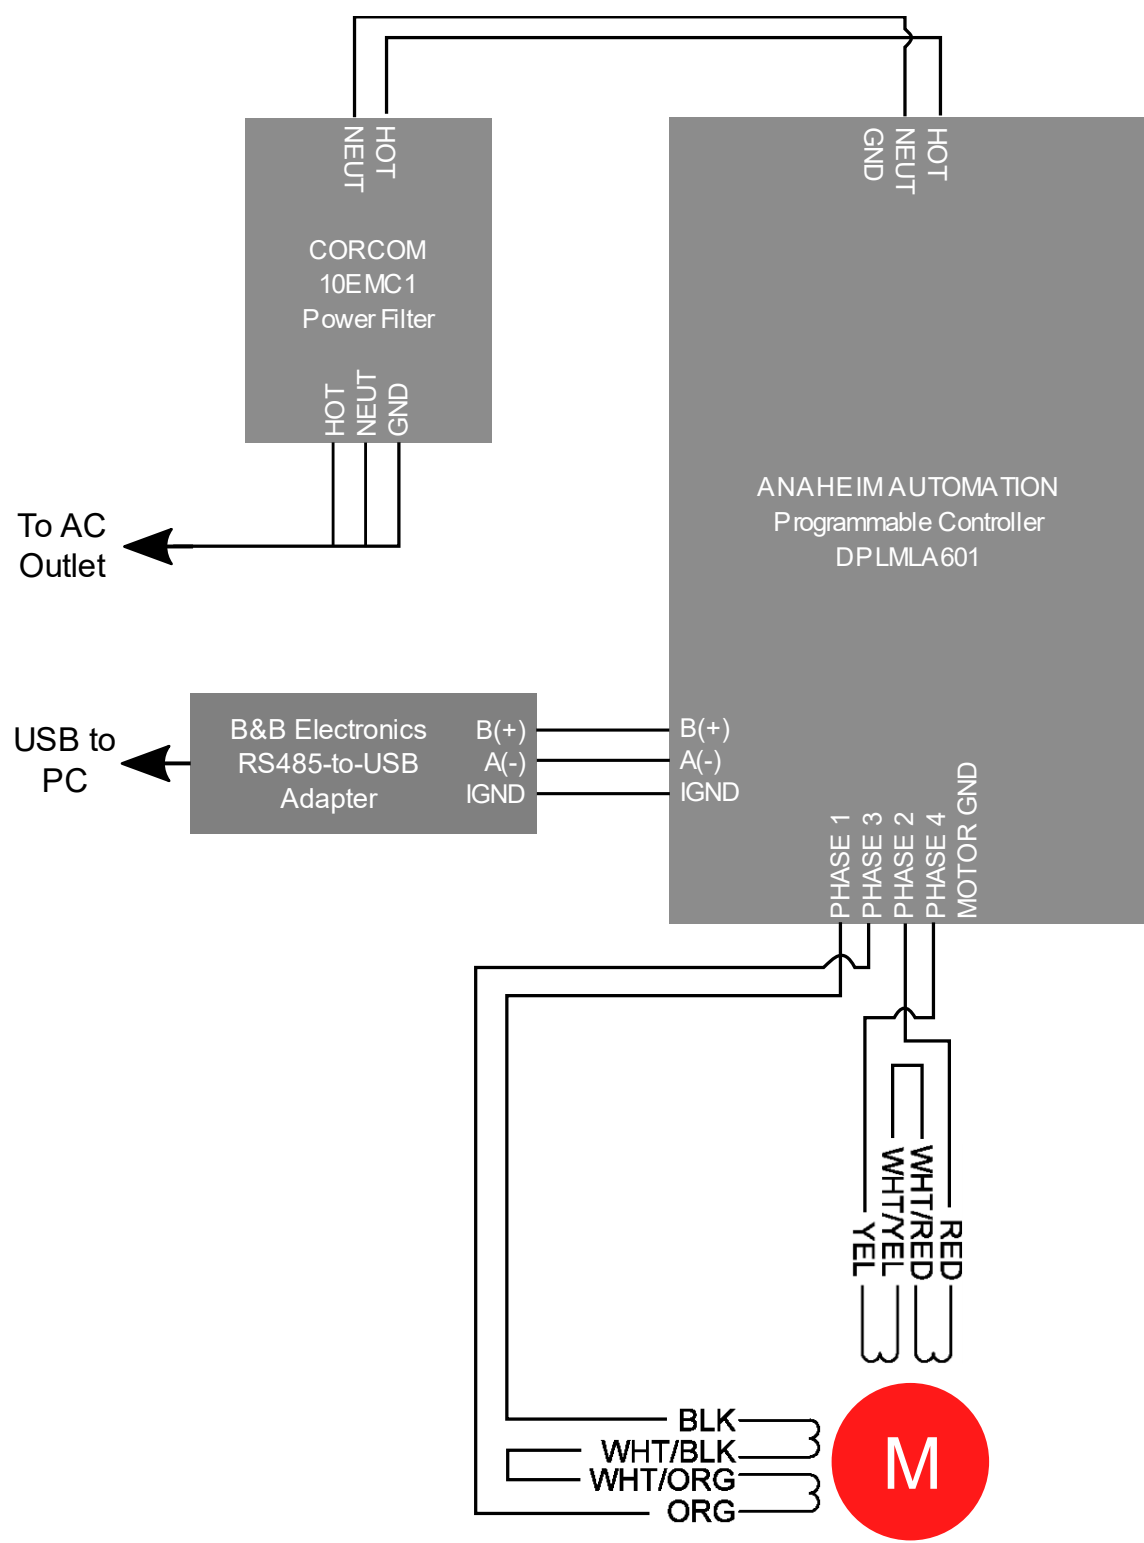 NEUT
HOT
GND
NEUT
HOT
CORCOM
10EMC1
Power Filter
HOT
NEUT
GND
To AC
Outlet
ANAHEIM AUTOMATION
Programmable Controller
DPLMLA601
USB to
PC
B&B Electronics
RS485-to-USB
Adapter
B(+)
A(-)
IGND
B(+)
A(-)
IGND
PHASE 1
PHASE 3
PHASE 2
PHASE 4
MOTOR GND
YEL
WHT/YEL
WHT/RED
RED
BLK
WHT/BLK
WHT/ORG
ORG
M